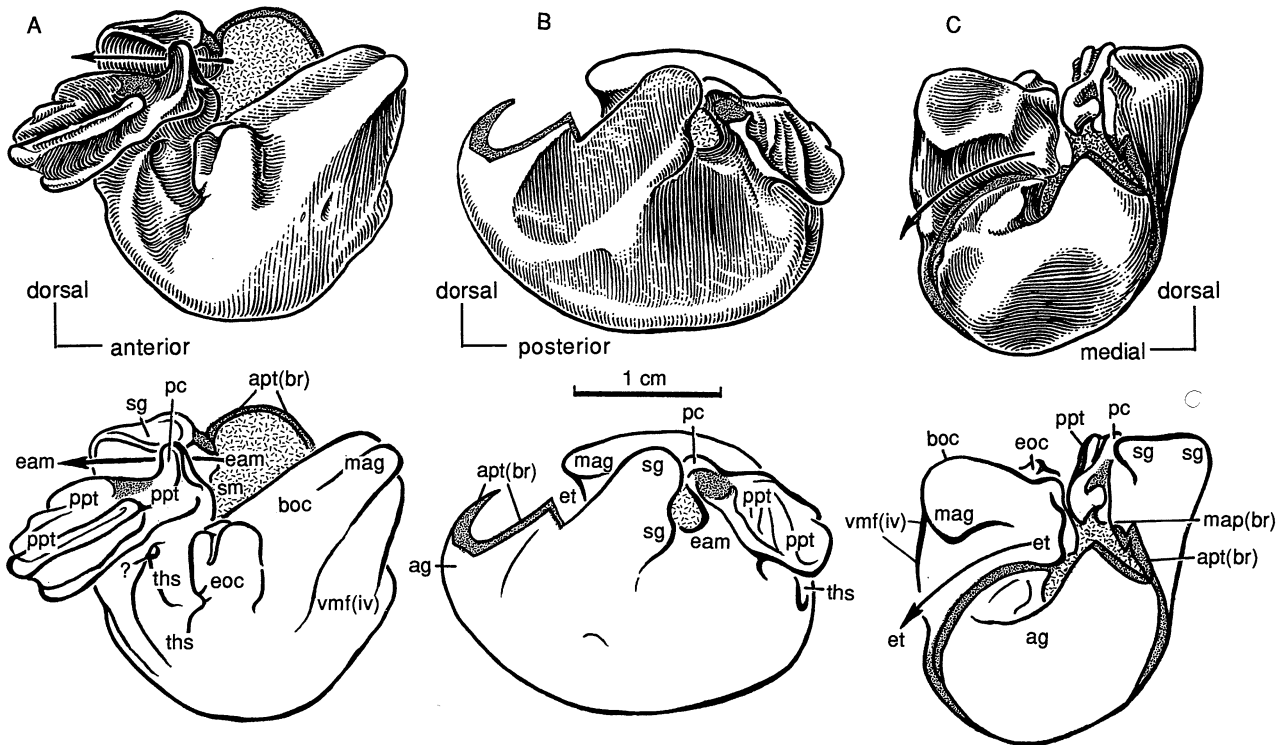 A
B
C
dorsal
anterior
dorsal
posterior
dorsal
medial
1 cm
pc
apt(br)
sg
eam
eam
mag
sm
ppt
ppt
boc
ppt
?
ths
eoc
vmf(iv)
ths
pc
mag
sg
apt(br)
et
ppt
sg
eam
ppt
ag
ths
ppt
pc
boc
eoc
sg
sg
vmf(iv)
mag
map(br)
et
apt(br)
et
ag